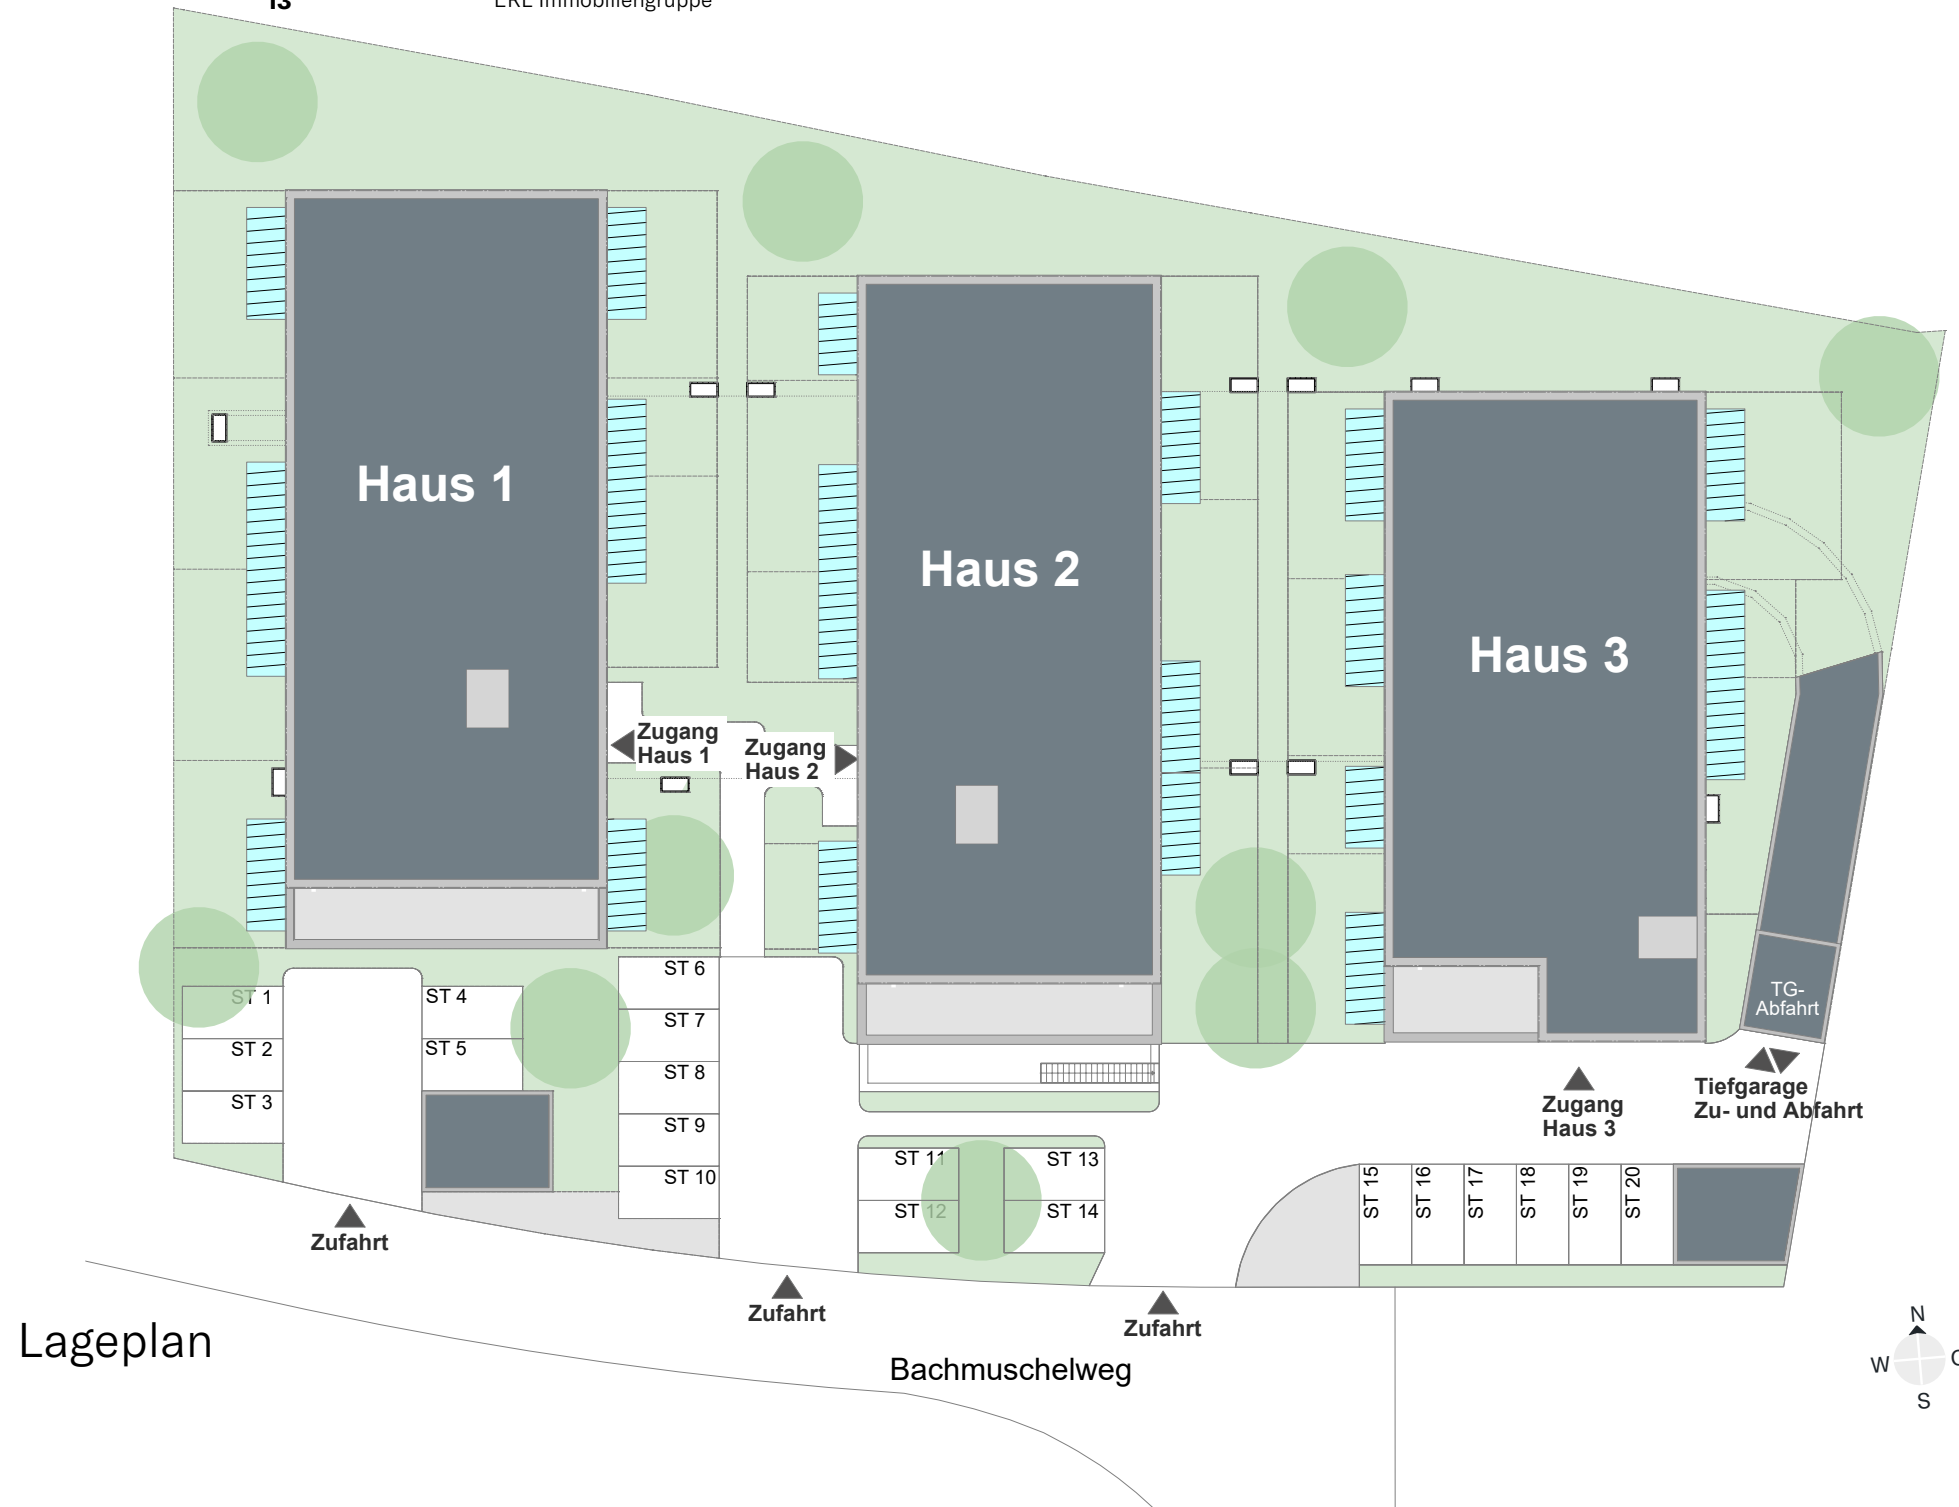 13
ERL Immobiliengruppe
Haus 1
Haus 2
Haus 3
Zugang
Haus 1
Zugang
Haus 2
ST 1
ST 2
ST 3
ST 4
ST 5
ST 6
ST 7
ST 8
ST 9
ST 10
ST 11
ST 12
ST 13
ST 14
ST 15
ST 16
ST 17
ST 18
ST 19
ST 20
TG-
Abfahrt
Tiefgarage
Zu- und Abfahrt
Zugang
Haus 3
Zufahrt
Zufahrt
Zufahrt
Lageplan
Bachmuschelweg
N
W
O
S